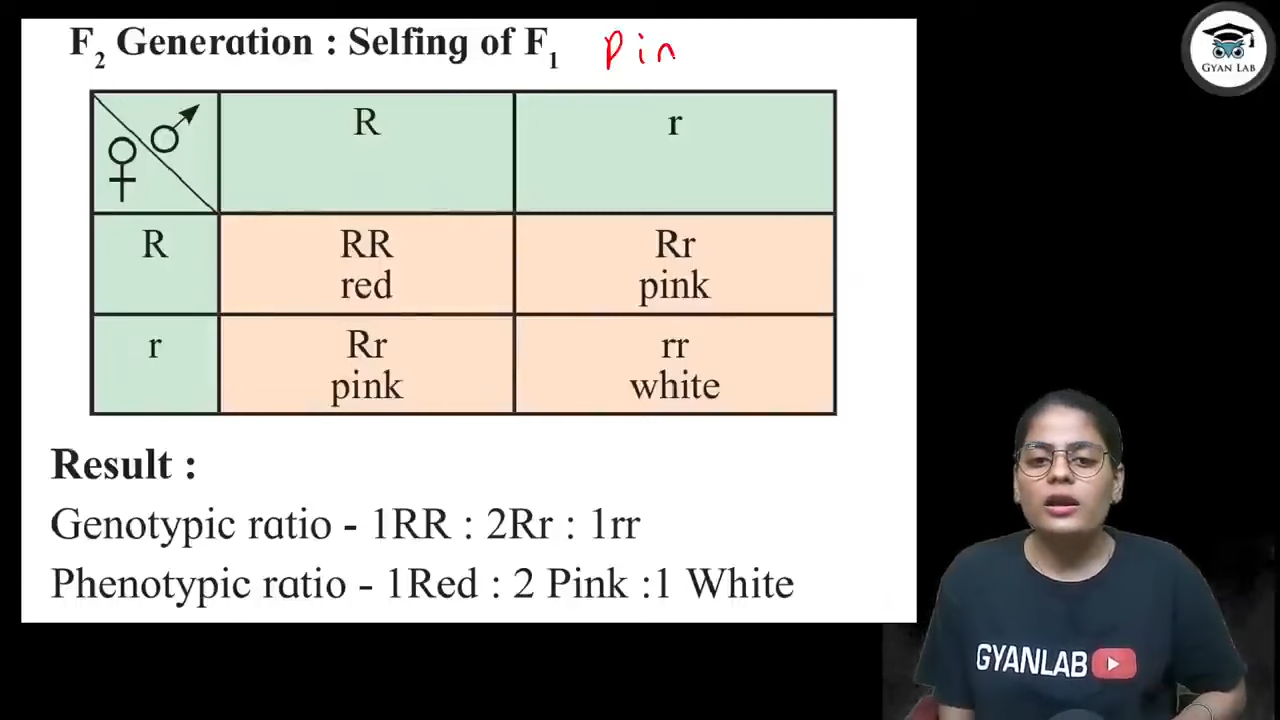 F₂ Generation : Selfing of F₁ pin
GYAN LAB
R r
R RR Rr
red pink
r Rr rr
pink white
Result :
Genotypic ratio - 1RR : 2Rr : 1rr
Phenotypic ratio - 1Red : 2 Pink :1 White
GYANLAB